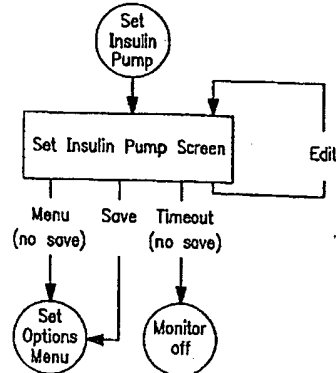 Set
Insulin
Pump
Set Insulin Pump Screen
Edit
Menu
(no save)
Save
Timeout
(no save)
Set
Options
Menu
Monitor
off